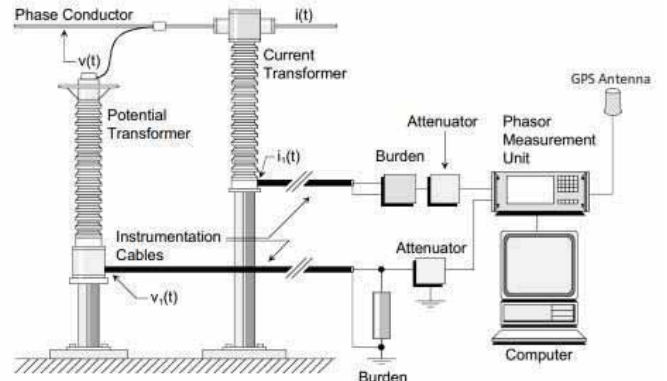 Phase Conductor
i(t)
v(t)
Current
Transformer
GPS Antenna
Potential
Transformer
Attenuator
Phasor
Measurement
Unit
i₁(t)
Burden
Instrumentation
Cables
Attenuator
v₁(t)
Computer
Burden